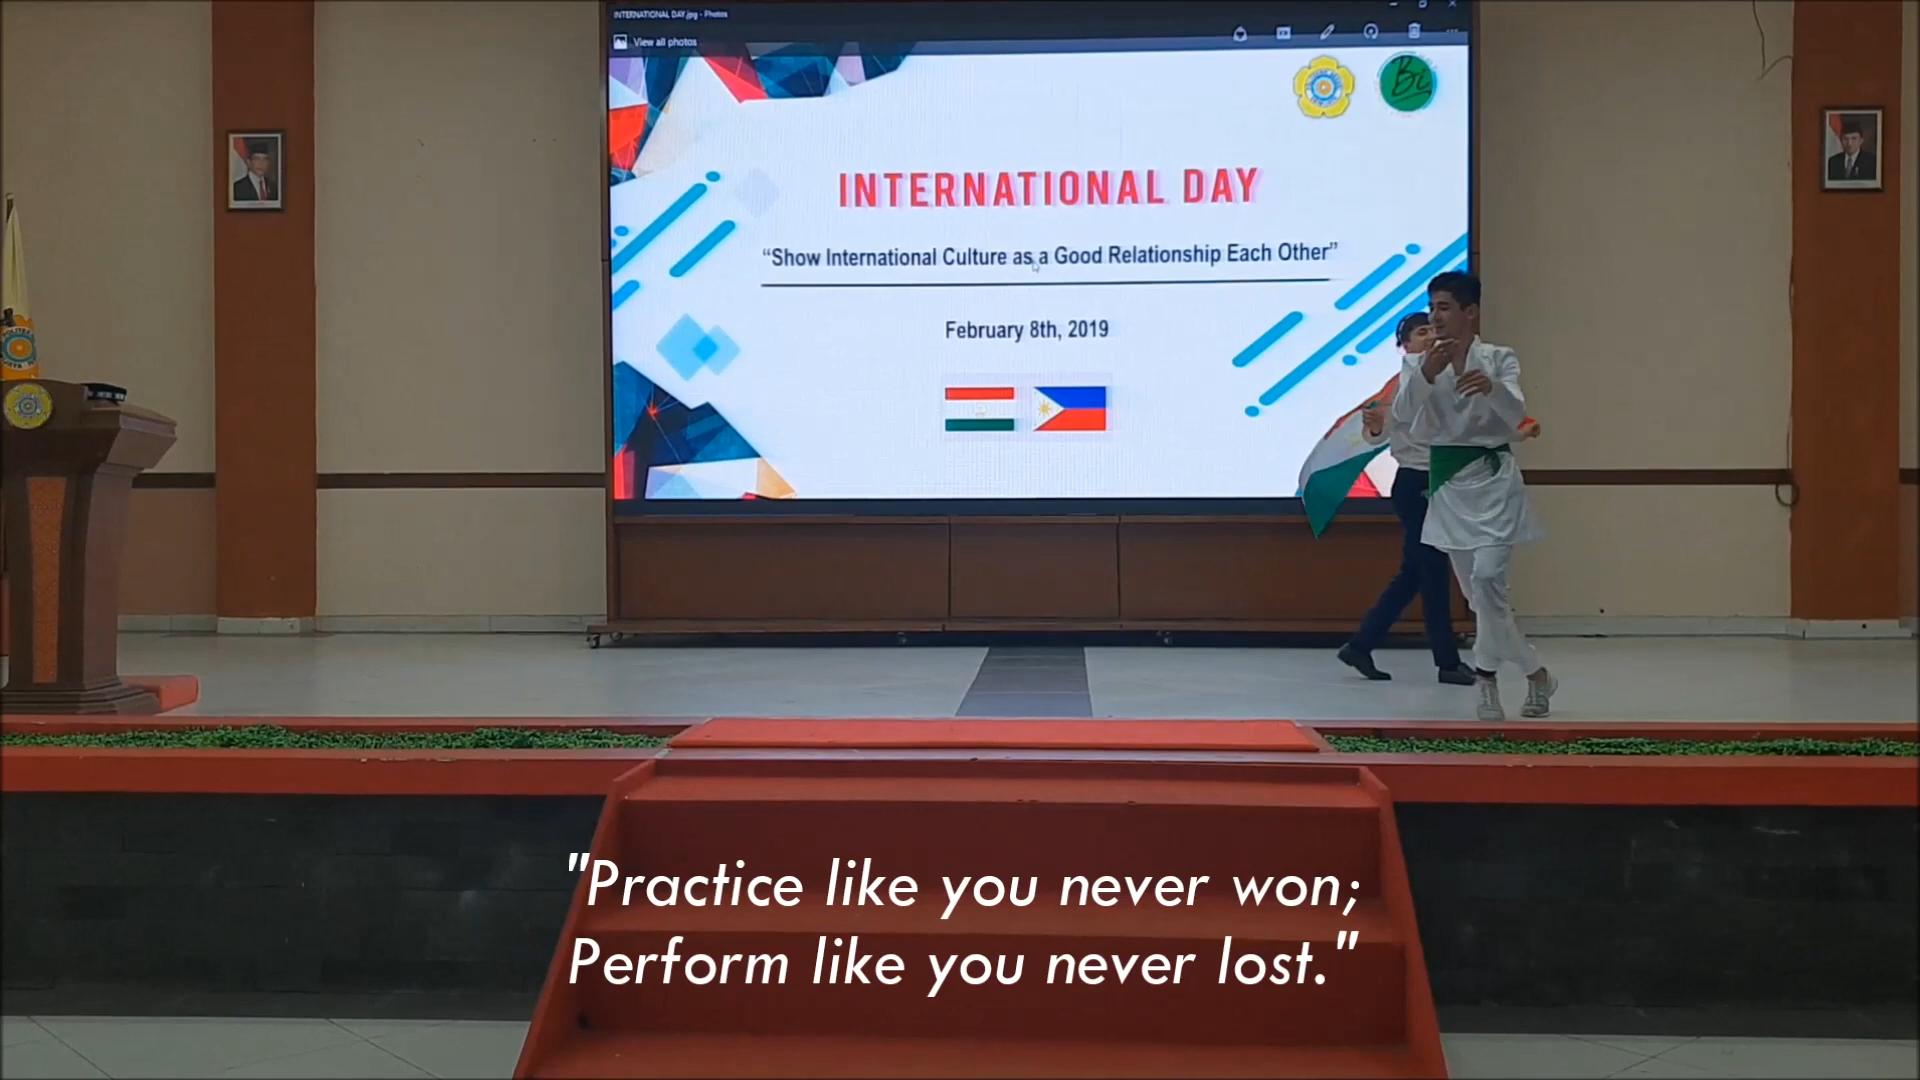 INTERNATIONAL DAY.jpg - Photos
View all photos
Bi
INTERNATIONAL DAY
“Show International Culture as a Good Relationship Each Other”
February 8th, 2019
"Practice like you never won;
Perform like you never lost."